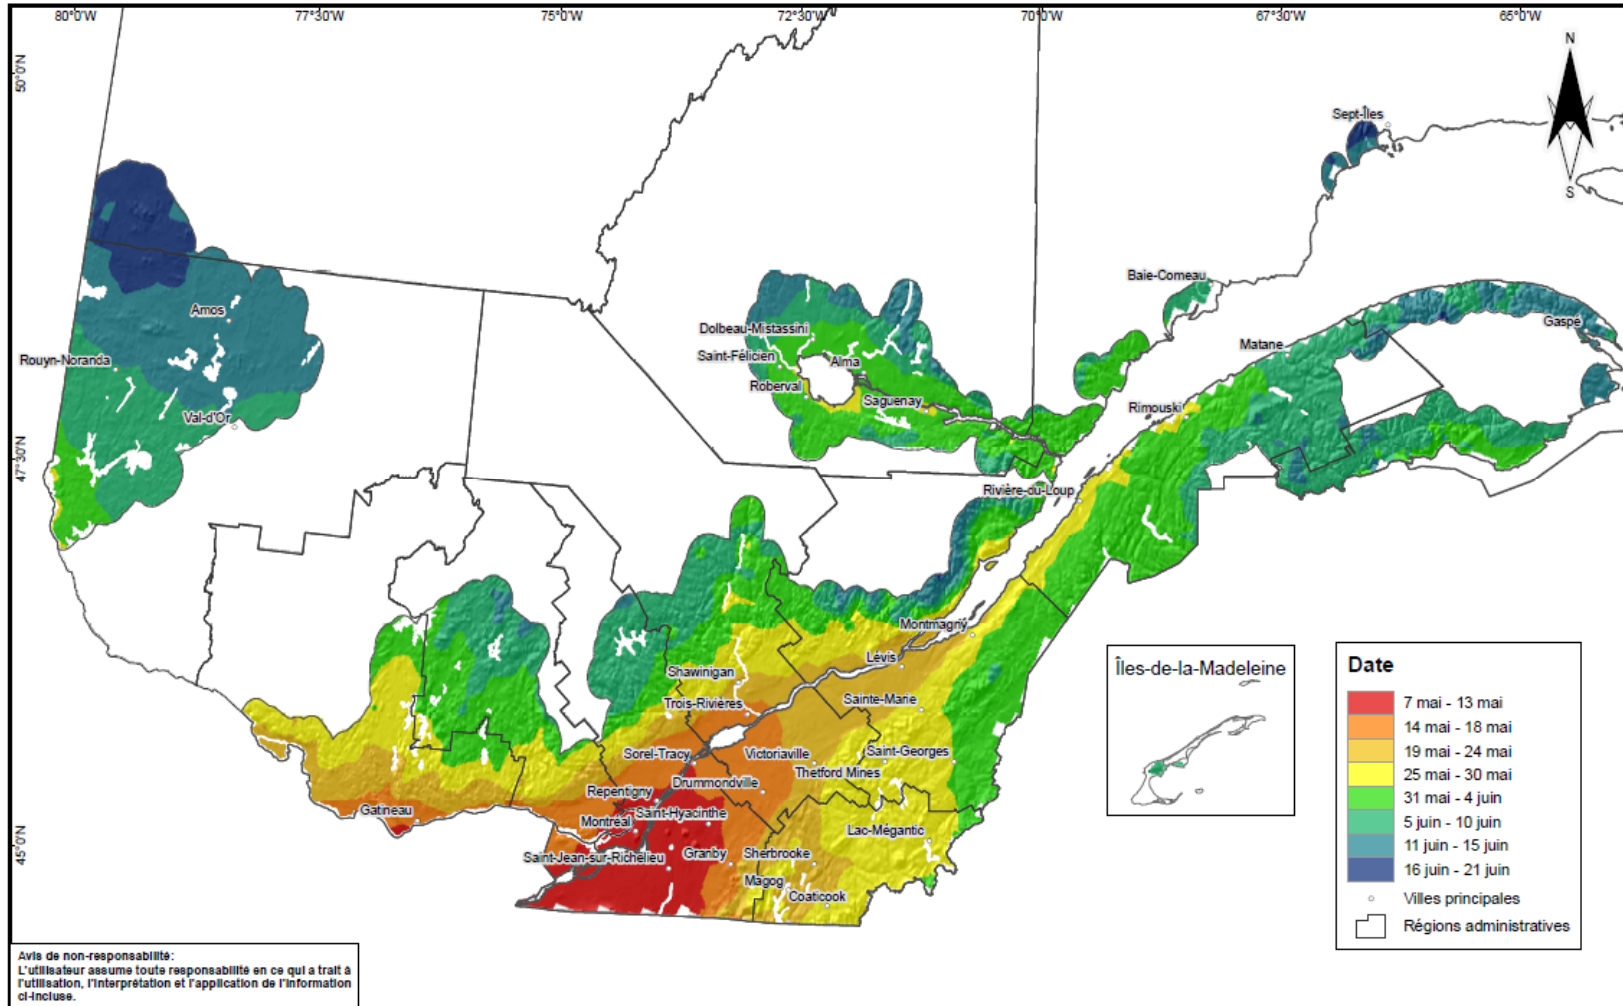 80°0'W 77°30'W 75°0'W 72°30'W 70°0'W 67°30'W 65°0'W
50°0'N
N
S
Sept-Îles
Baie-Comeau
Amos
Gaspé
Dolbeau-Mistassini
Matane
Rouyn-Noranda
Saint-Félicien
Alma
Roberval
Saguenay
Rimouski
Val-d'Or
47°30'N
Rivière-du-Loup
Montmagny
Lévis
Shawinigan
Trois-Rivières
Sainte-Marie
Sorel-Tracy
Victoriaville
Saint-Georges
Thetford Mines
Drummondville
Repentigny
Gatineau
Saint-Hyacinthe
Montréal
Lac-Mégantic
45°0'N
Saint-Jean-sur-Richelieu
Granby
Sherbrooke
Magog
Coaticook
Îles-de-la-Madeleine
Date
7 mai - 13 mai
14 mai - 18 mai
19 mai - 24 mai
25 mai - 30 mai
31 mai - 4 juin
5 juin - 10 juin
11 juin - 15 juin
16 juin - 21 juin
Villes principales
Régions administratives
Avis de non-responsabilité:
L'utilisateur assume toute responsabilité en ce qui a trait à
l'utilisation, l'interprétation et l'application de l'information
ci-incluse.